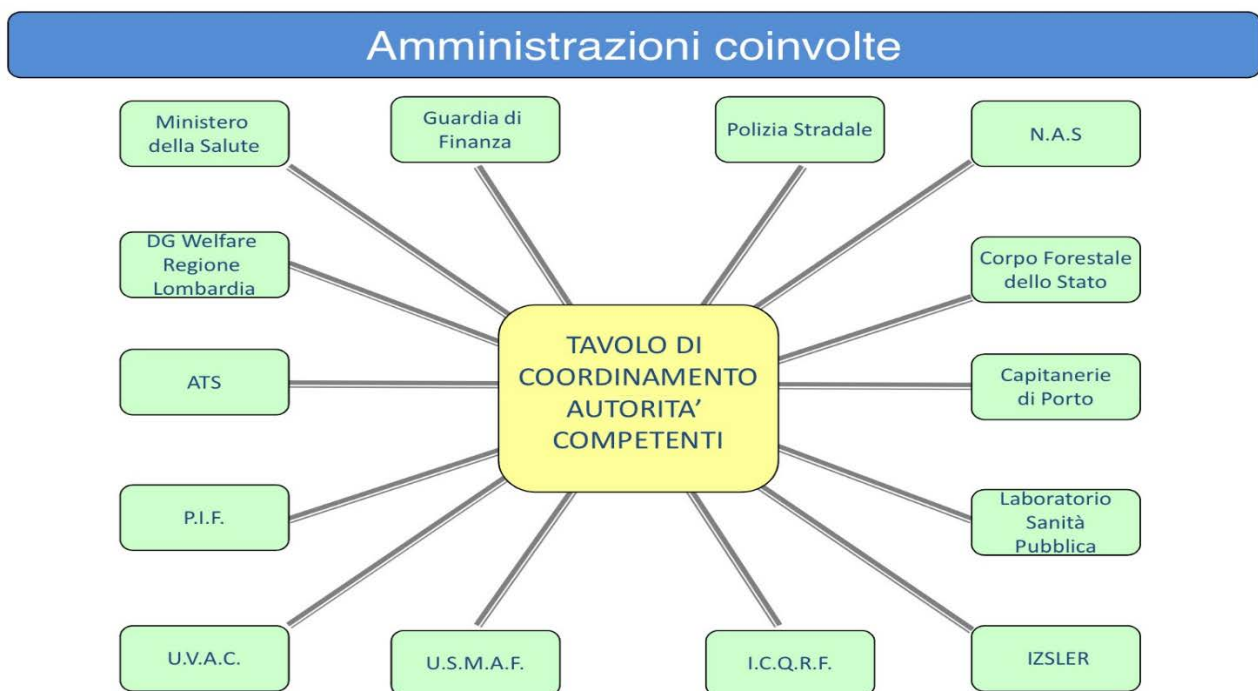 Amministrazioni coinvolte
Ministero
della Salute
Guardia di
Finanza
Polizia Stradale
N.A.S
DG Welfare
Regione
Lombardia
Corpo Forestale
dello Stato
TAVOLO DI
COORDINAMENTO
AUTORITA’
COMPETENTI
ATS
Capitanerie
di Porto
P.I.F.
Laboratorio
Sanità
Pubblica
U.V.A.C.
U.S.M.A.F.
I.C.Q.R.F.
IZSLER